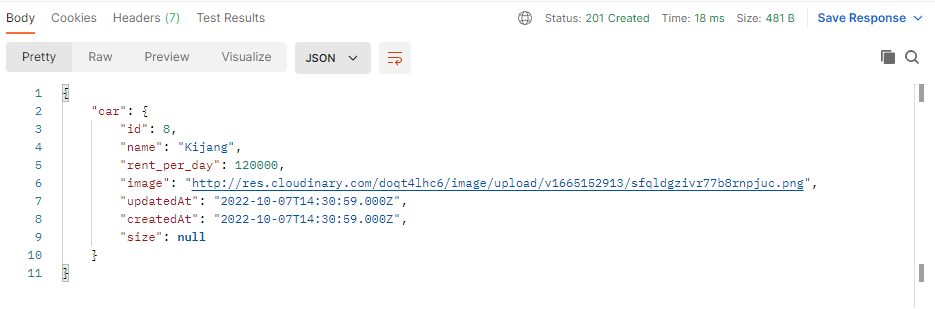 Body Cookies Headers (7) Test Results Status: 201 Created Time: 18 ms Size: 481 B Save Response
Pretty Raw Preview Visualize JSON
1 {
2 "car": {
3 "id": 8,
4 "name": "Kijang",
5 "rent_per_day": 120000,
6 "image": "http://res.cloudinary.com/doqt4lhc6/image/upload/v1665152913/sfqldgzivr77b8rnpjuc.png",
7 "updatedAt": "2022-10-07T14:30:59.000Z",
8 "createdAt": "2022-10-07T14:30:59.000Z",
9 "size": null
10 }
11 }